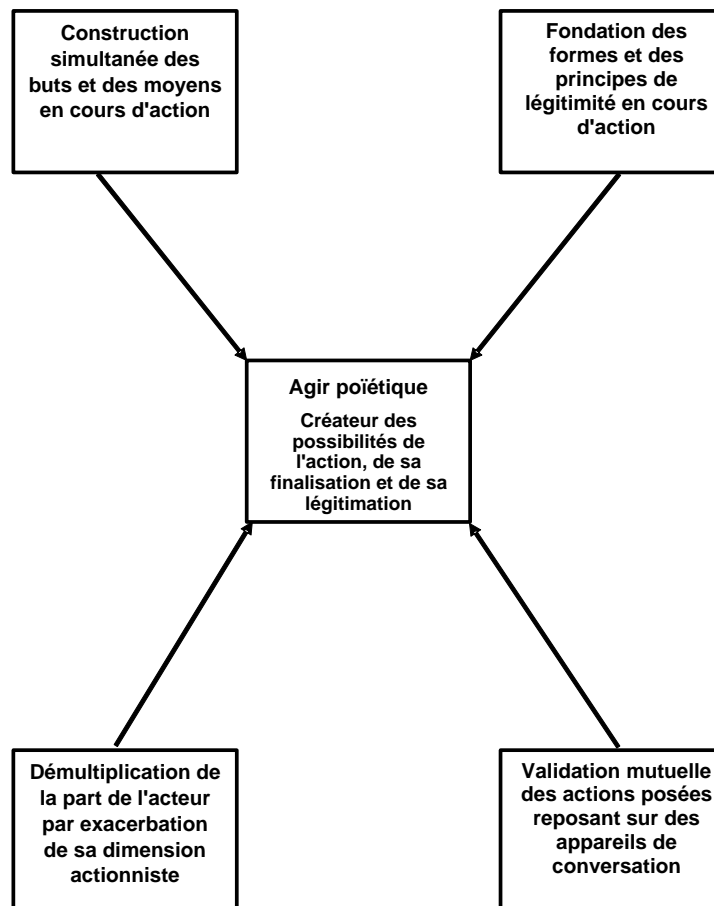 Construction
simultanée des
buts et des moyens
en cours d'action
Fondation des
formes et des
principes de
légitimité en cours
d'action
Agir poïétique
Créateur des
possibilités de
l'action, de sa
finalisation et de sa
légitimation
Démultiplication de
la part de l'acteur
par exacerbation
de sa dimension
actionniste
Validation mutuelle
des actions posées
reposant sur des
appareils de
conversation